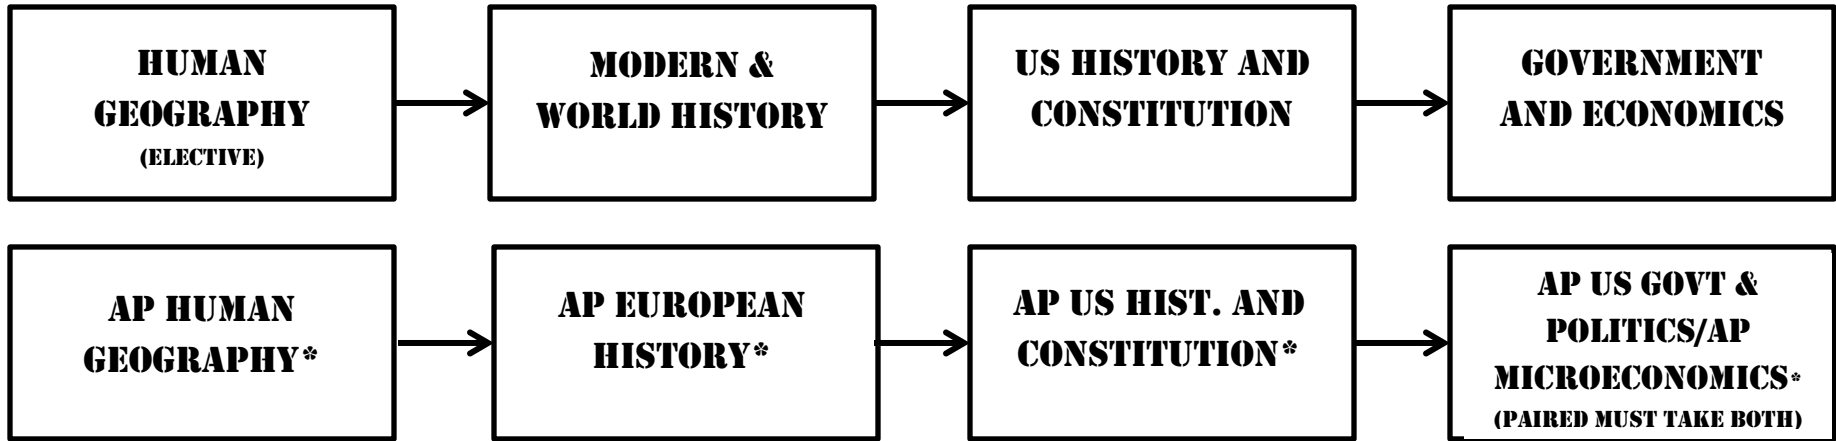 HUMAN
GEOGRAPHY
(ELECTIVE)
MODERN &
WORLD HISTORY
US HISTORY AND
CONSTITUTION
GOVERNMENT
AND ECONOMICS
AP HUMAN
GEOGRAPHY*
AP EUROPEAN
HISTORY*
AP US HIST. AND
CONSTITUTION*
AP US GOVT &
POLITICS/AP
MICROECONOMICS*
(PAIRED MUST TAKE BOTH)